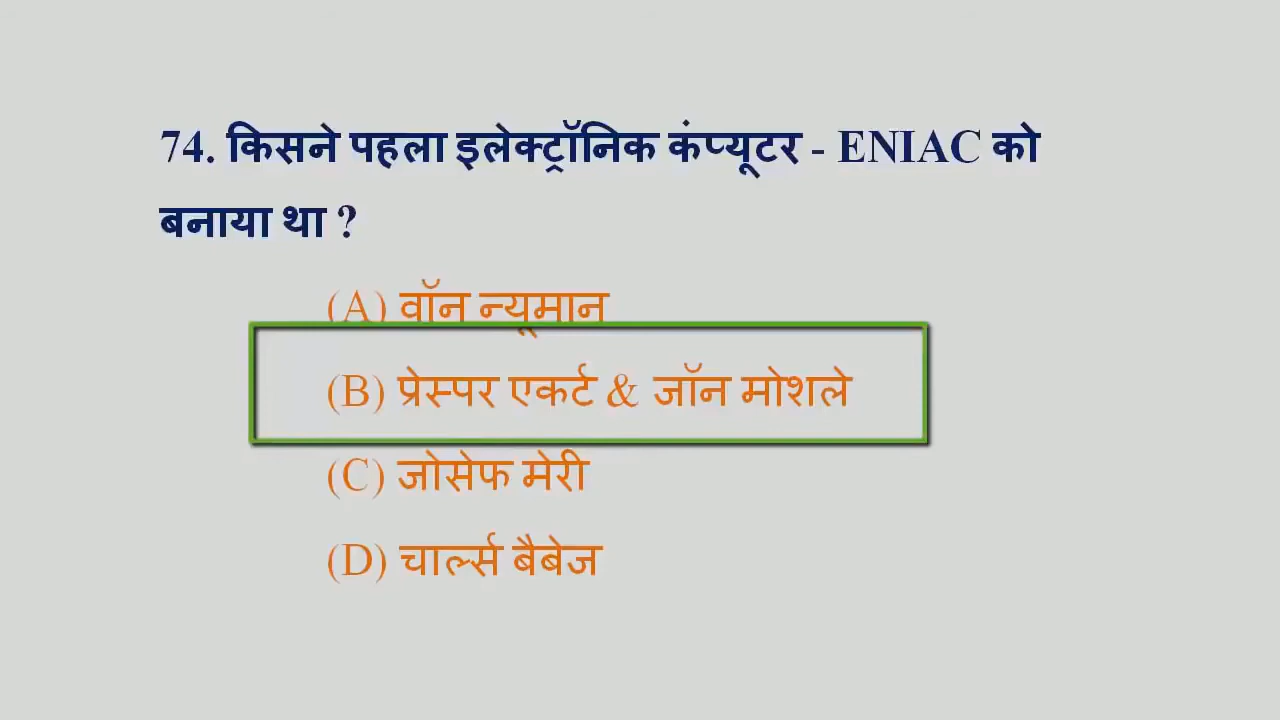 74. किसने पहला इलेक्ट्रॉनिक कंप्यूटर - ENIAC को
बनाया था ?
(A) वॉन न्यूमान
(B) प्रेस्पर एकर्ट & जॉन मोशले
(C) जोसेफ मेरी
(D) चार्ल्स बैबेज